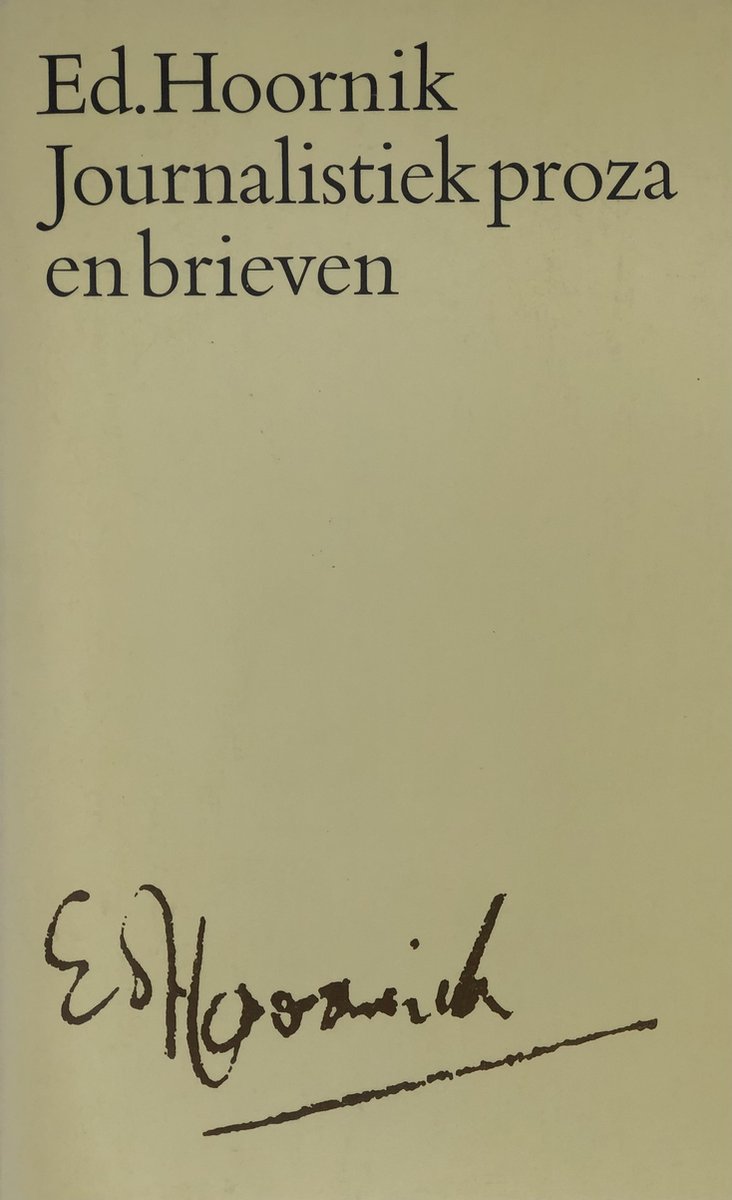 Ed. Hoornik
Journalistiek proza
en brieven
Ed Hoornik